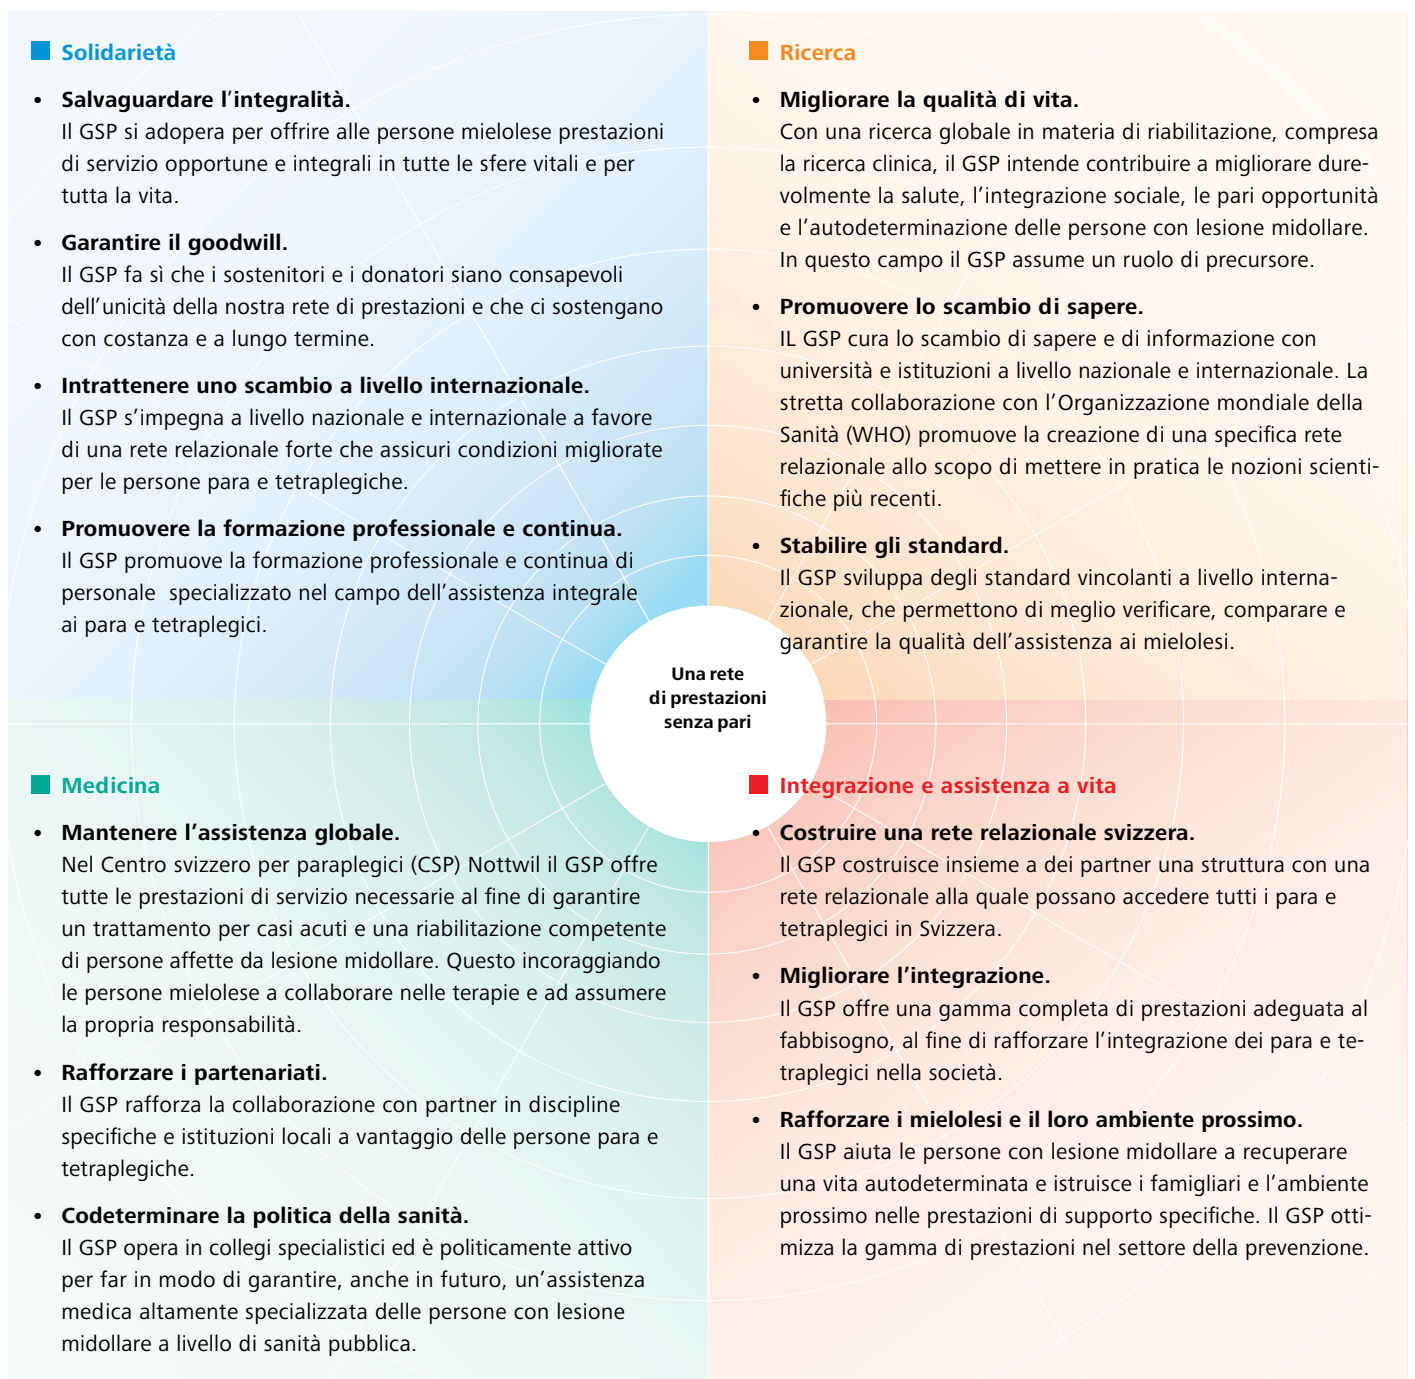 Solidarietà
• Salvaguardare l'integralità.
Il GSP si adopera per offrire alle persone mielolese prestazioni
di servizio opportune e integrali in tutte le sfere vitali e per
tutta la vita.
• Garantire il goodwill.
Il GSP fa sì che i sostenitori e i donatori siano consapevoli
dell’unicità della nostra rete di prestazioni e che ci sostengano
con costanza e a lungo termine.
• Intrattenere uno scambio a livello internazionale.
Il GSP s’impegna a livello nazionale e internazionale a favore
di una rete relazionale forte che assicuri condizioni migliorate
per le persone para e tetraplegiche.
• Promuovere la formazione professionale e continua.
Il GSP promuove la formazione professionale e continua di
personale  specializzato nel campo dell’assistenza integrale
ai para e tetraplegici.
Ricerca
• Migliorare la qualità di vita.
Con una ricerca globale in materia di riabilitazione, compresa
la ricerca clinica, il GSP intende contribuire a migliorare dure-
volmente la salute, l’integrazione sociale, le pari opportunità
e l’autodeterminazione delle persone con lesione midollare.
In questo campo il GSP assume un ruolo di precursore.
• Promuovere lo scambio di sapere.
IL GSP cura lo scambio di sapere e di informazione con
università e istituzioni a livello nazionale e internazionale. La
stretta collaborazione con l’Organizzazione mondiale della
Sanità (WHO) promuove la creazione di una specifica rete
relazionale allo scopo di mettere in pratica le nozioni scienti-
fiche più recenti.
• Stabilire gli standard.
Il GSP sviluppa degli standard vincolanti a livello interna-
zionale, che permettono di meglio verificare, comparare e
garantire la qualità dell’assistenza ai mielolesi.
Una rete
di prestazioni
senza pari
Medicina
• Mantenere l’assistenza globale.
Nel Centro svizzero per paraplegici (CSP) Nottwil il GSP offre
tutte le prestazioni di servizio necessarie al fine di garantire
un trattamento per casi acuti e una riabilitazione competente
di persone affette da lesione midollare. Questo incoraggiando
le persone mielolese a collaborare nelle terapie e ad assumere
la propria responsabilità.
• Rafforzare i partenariati.
Il GSP rafforza la collaborazione con partner in discipline
specifiche e istituzioni locali a vantaggio delle persone para e
tetraplegiche.
• Codeterminare la politica della sanità.
Il GSP opera in collegi specialistici ed è politicamente attivo
per far in modo di garantire, anche in futuro, un’assistenza
medica altamente specializzata delle persone con lesione
midollare a livello di sanità pubblica.
Integrazione e assistenza a vita
• Costruire una rete relazionale svizzera.
Il GSP costruisce insieme a dei partner una struttura con una
rete relazionale alla quale possano accedere tutti i para e
tetraplegici in Svizzera.
• Migliorare l’integrazione.
Il GSP offre una gamma completa di prestazioni adeguata al
fabbisogno, al fine di rafforzare l’integrazione dei para e te-
traplegici nella società.
• Rafforzare i mielolesi e il loro ambiente prossimo.
Il GSP aiuta le persone con lesione midollare a recuperare
una vita autodeterminata e istruisce i famigliari e l’ambiente
prossimo nelle prestazioni di supporto specifiche. Il GSP otti-
mizza la gamma di prestazioni nel settore della prevenzione.